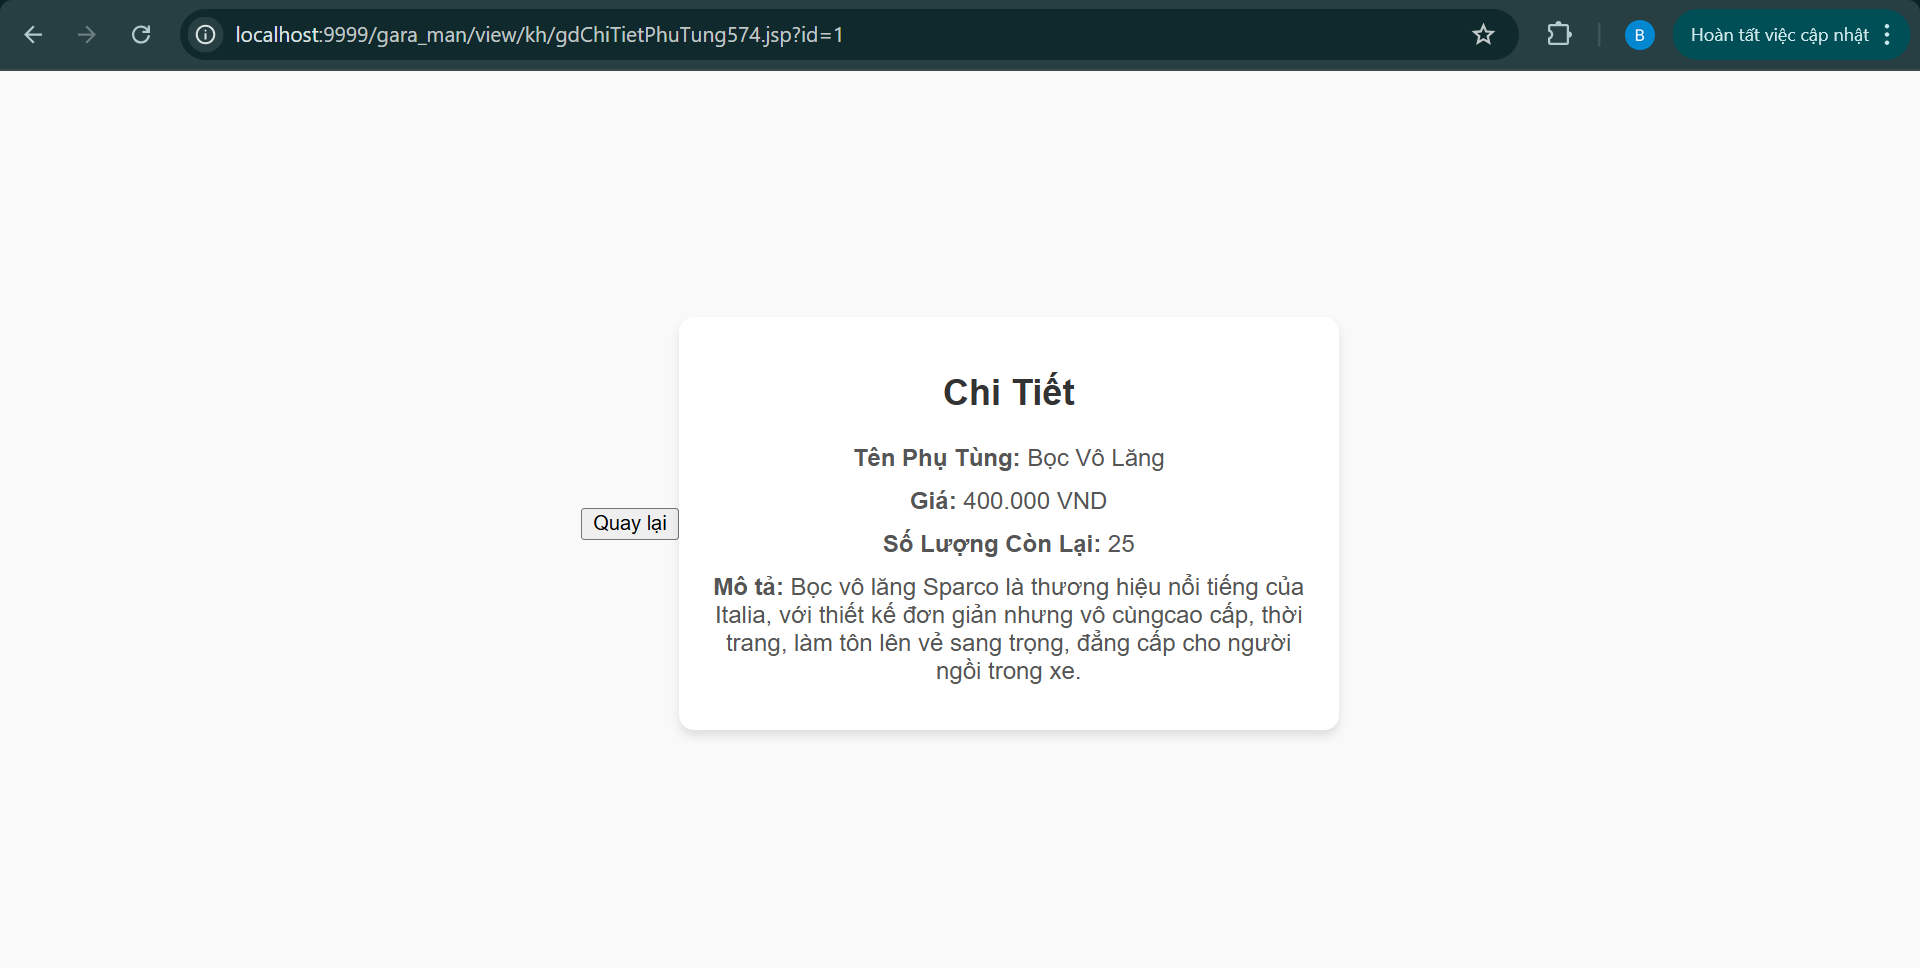 localhost:9999/gara_man/view/kh/gdChiTietPhuTung574.jsp?id=1
B
Hoàn tất việc cập nhật
Chi Tiết
Tên Phụ Tùng: Bọc Vô Lăng
Giá: 400.000 VND
Quay lại
Số Lượng Còn Lại: 25
Mô tả: Bọc vô lăng Sparco là thương hiệu nổi tiếng của
Italia, với thiết kế đơn giản nhưng vô cùngcao cấp, thời
trang, làm tôn lên vẻ sang trọng, đẳng cấp cho người
ngồi trong xe.